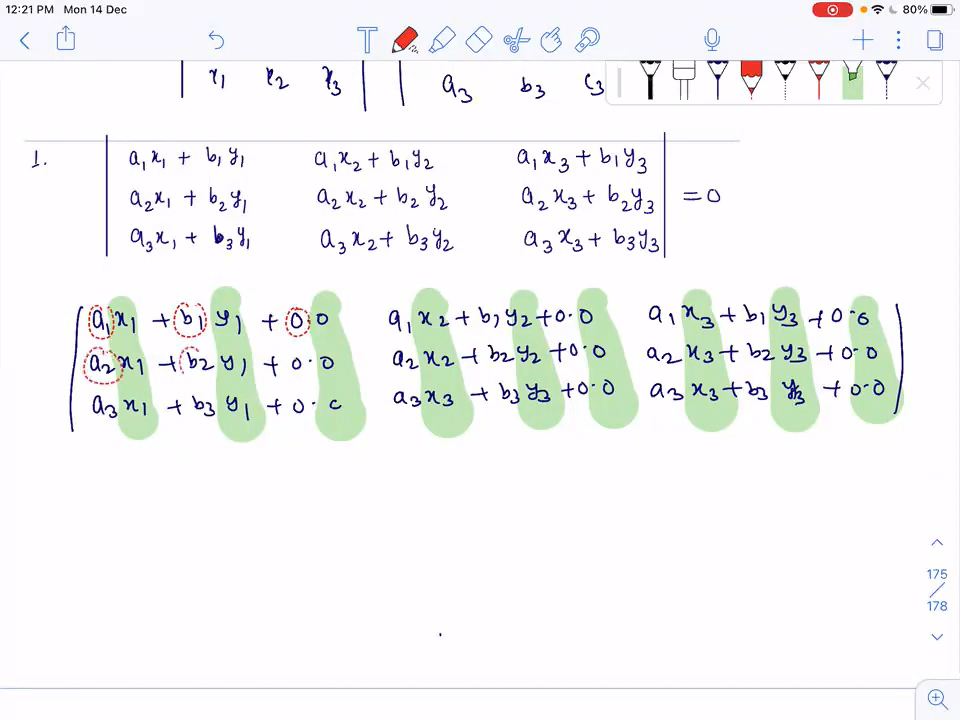 12:21 PM Mon 14 Dec 80%
T
x1 x2 x3 a3 b3 c3
1.
a1x1 + b1y1 a1x2 + b1y2 a1x3 + b1y3
a2x1 + b2y1 a2x2 + b2y2 a2x3 + b2y3 = 0
a3x1 + b3y1 a3x2 + b3y2 a3x3 + b3y3
a1x1 + b1y1 + 0·0 a1x2 + b1y2 + 0·0 a1x3 + b1y3 + 0·0
a2x1 + b2y1 + 0·0 a2x2 + b2y2 + 0·0 a2x3 + b2y3 + 0·0
a3x1 + b3y1 + 0·0 a3x3 + b3y3 + 0·0 a3x3 + b3y3 + 0·0
175
/
178